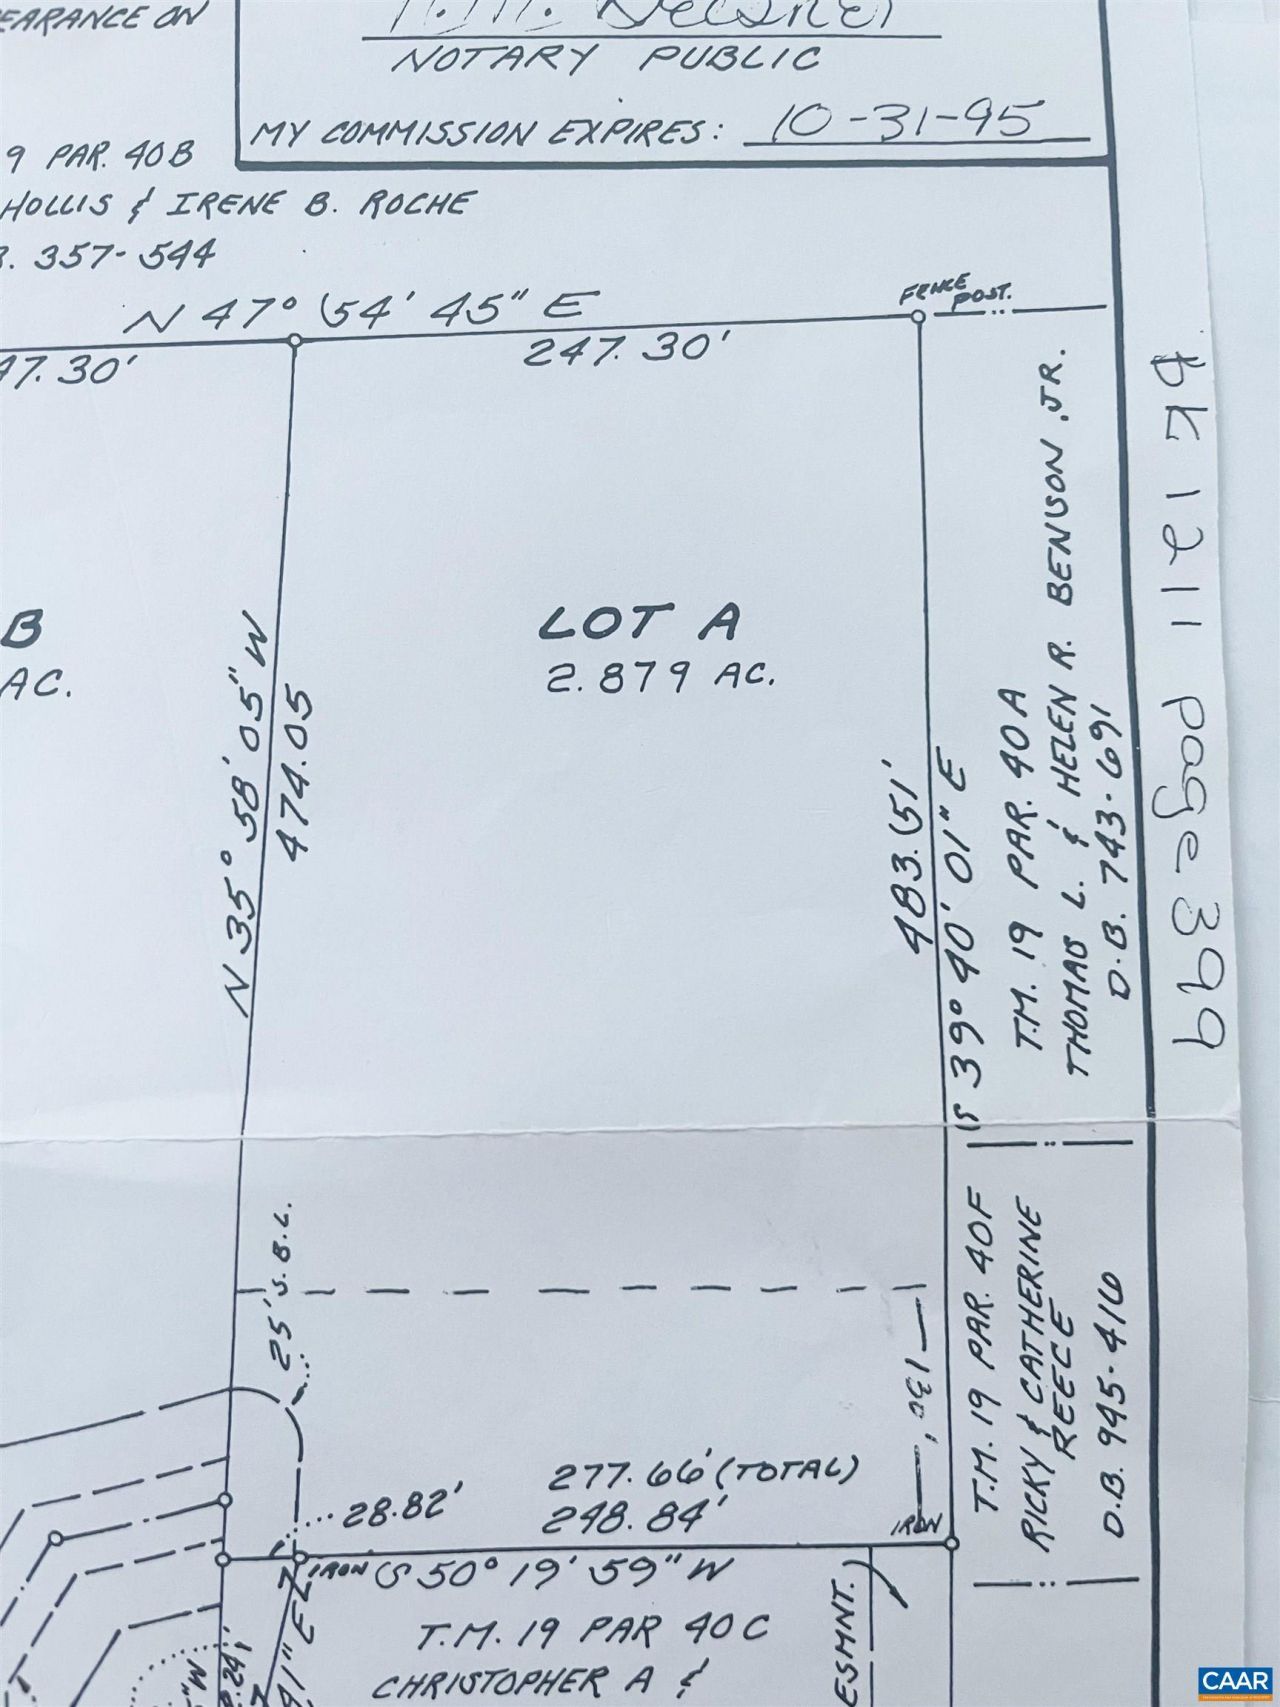 EARANCE ON
NOTARY PUBLIC
MY COMMISSION EXPIRES: 10-31-95
9 PAR. 40B
HOLLIS & IRENE B. ROCHE
B. 357-544
N 47° 54' 45" E
FENCE POST.
47.30'
247.30'
BK 1211 page 399
LOT A
2.879 AC.
B
AC.
N 35° 58' 05" W
474.05
483.51'
S 39° 40' 01" E
T.M. 19 PAR. 40A
THOMAS L. & HELEN R. BENSON JR.
D.B. 743-691
25' S.B.L.
130'
T.M. 19 PAR. 40F
RICKY & CATHERINE
REECE
D.B. 945-416
277.66' (TOTAL)
28.82'
248.84'
IRON
IRON
S 50° 19' 59" W
T.M. 19 PAR 40C
CHRISTOPHER A &
ESMNT.
41" E
"W
CAAR